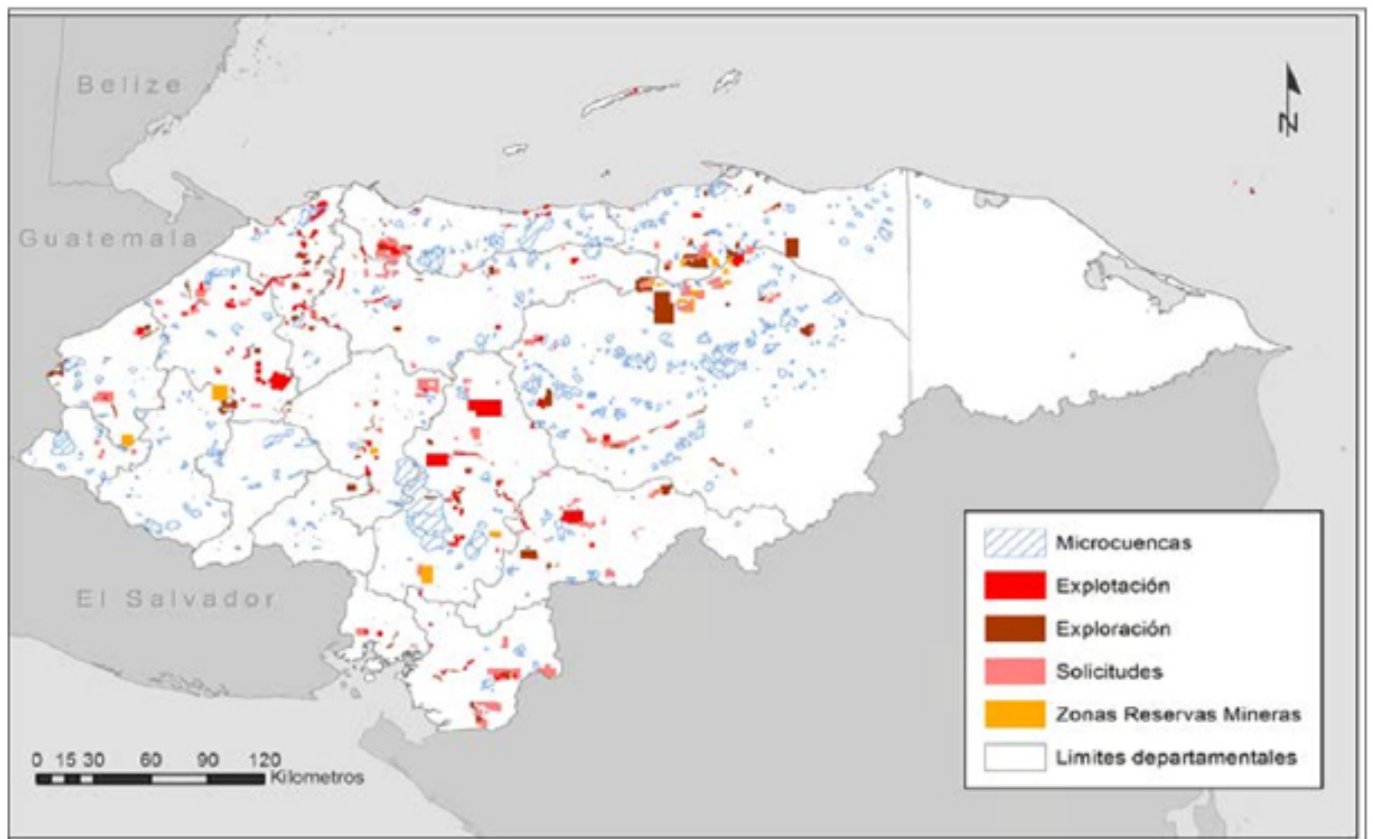 Belize
N
Guatemala
El Salvador
Microcuencas
Explotación
Exploración
Solicitudes
Zonas Reservas Mineras
Limites departamentales
0 15 30 60 90 120
Kilometros